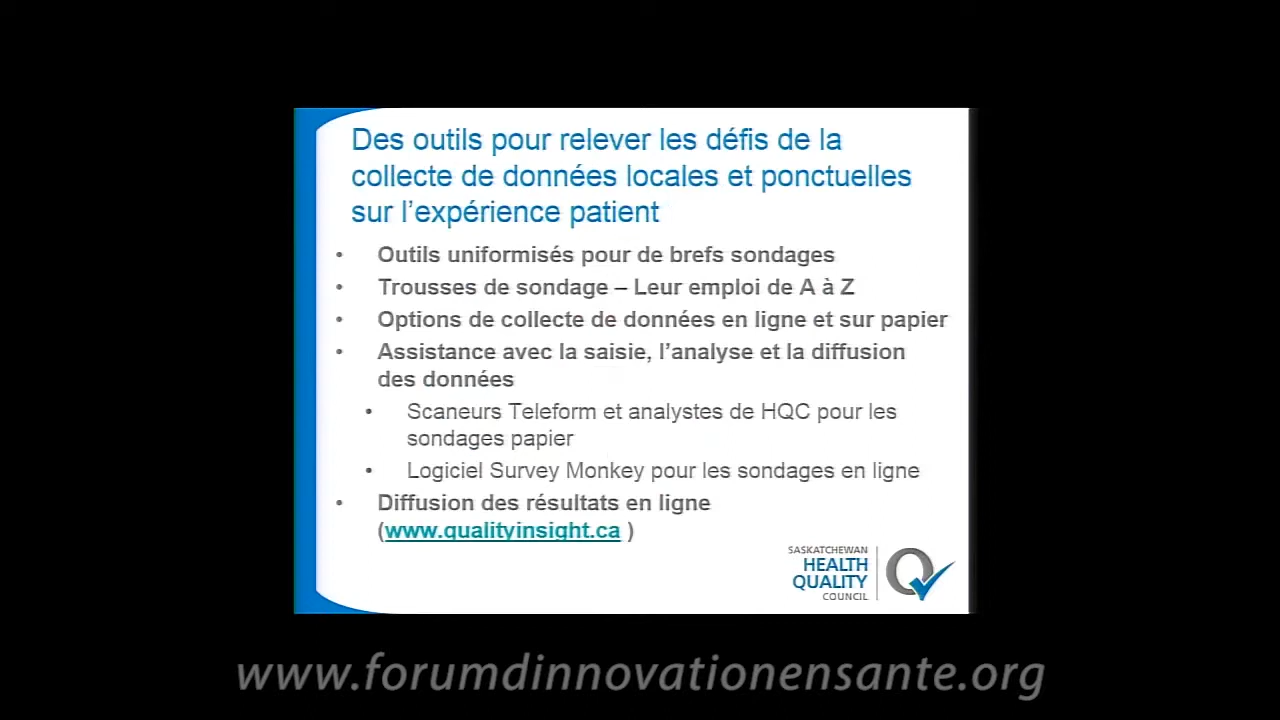 Des outils pour relever les défis de la
collecte de données locales et ponctuelles
sur l’expérience patient
• Outils uniformisés pour de brefs sondages
• Trousses de sondage – Leur emploi de A à Z
• Options de collecte de données en ligne et sur papier
• Assistance avec la saisie, l’analyse et la diffusion
des données
• Scaneurs Teleform et analystes de HQC pour les
sondages papier
• Logiciel Survey Monkey pour les sondages en ligne
• Diffusion des résultats en ligne
(www.qualityinsight.ca )
SASKATCHEWAN
HEALTH
QUALITY
COUNCIL
www.forumdinnovationensante.org